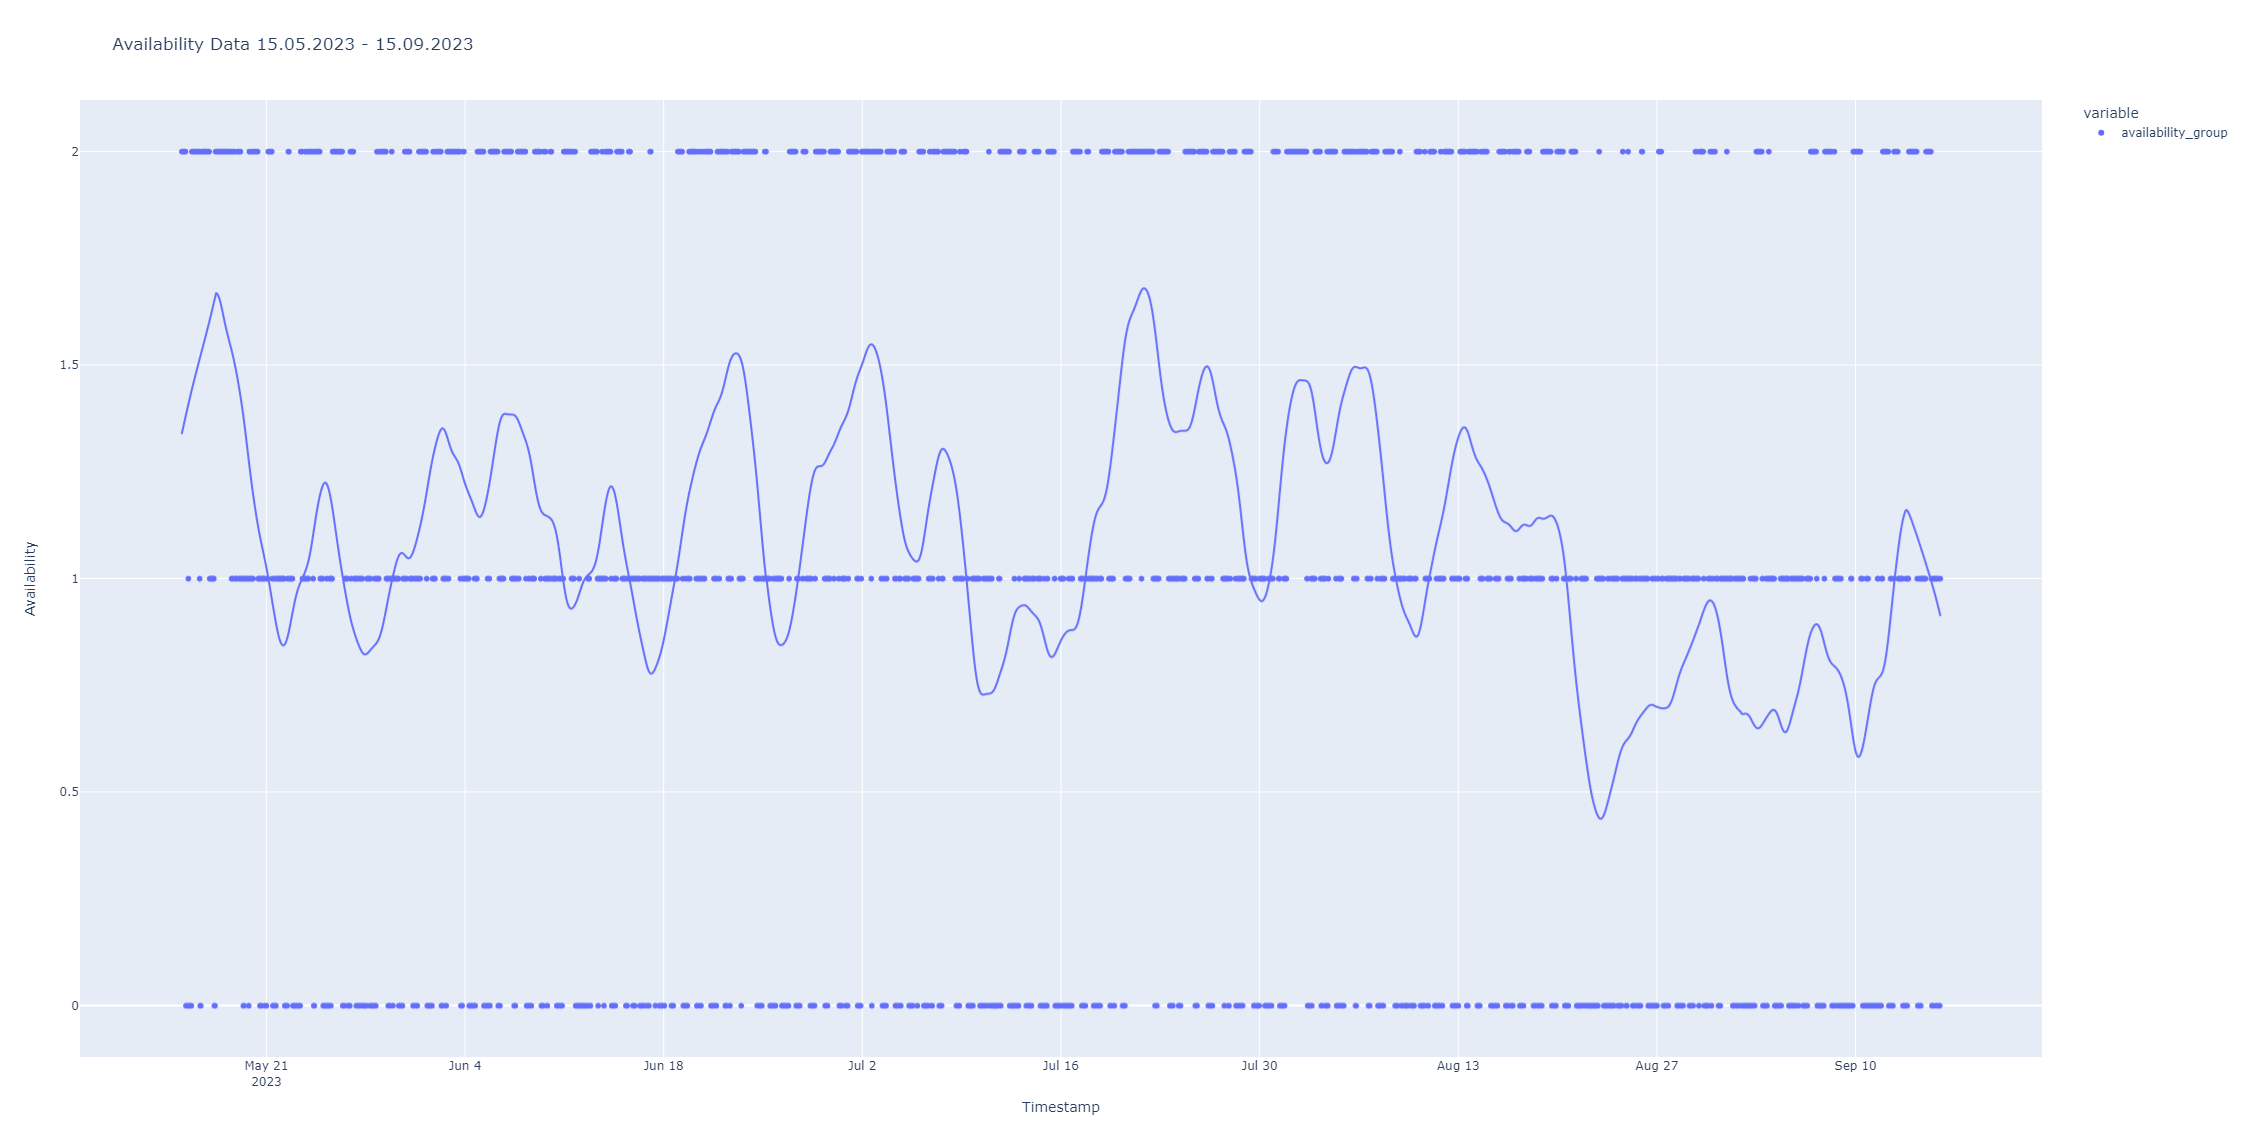 Availability Data 15.05.2023 - 15.09.2023
variable
availability_group
2
1.5
1
0.5
0
Availability
May 21
2023
Jun 4
Jun 18
Jul 2
Jul 16
Jul 30
Aug 13
Aug 27
Sep 10
Timestamp